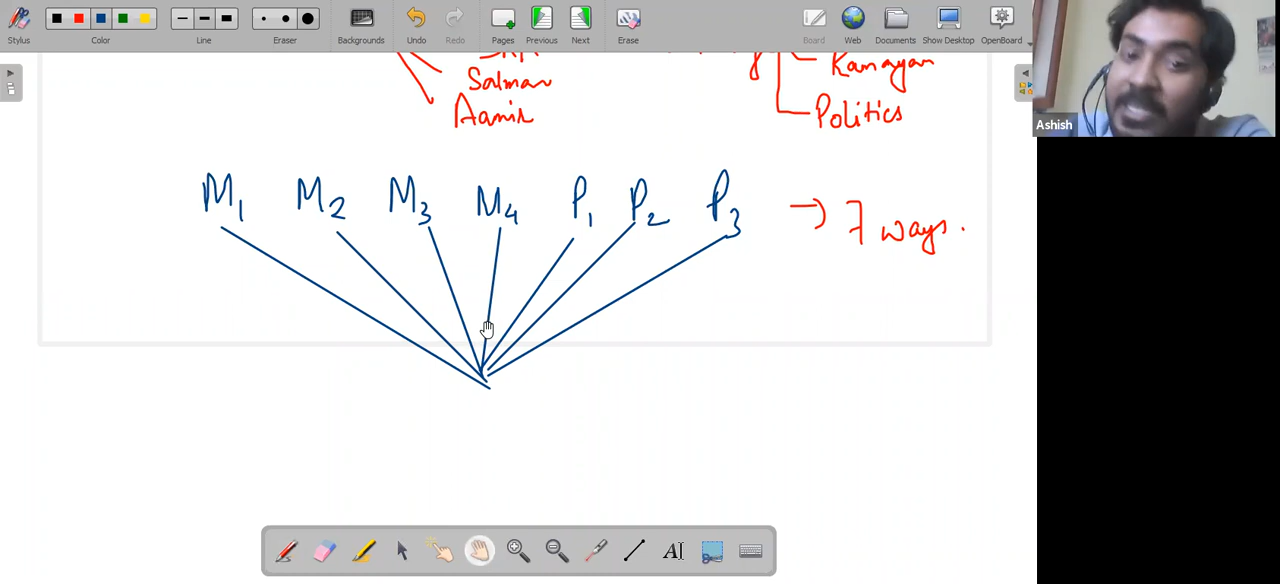 Stylus
Color
Line
Eraser
Backgrounds
Undo
Redo
Pages
Previous
Next
Erase
Board
Web
Documents
Show Desktop
OpenBoard
Ashish
Salman
Aamir
Ramayan
Politics
M1 M2 M3 M4 P1 P2 P3 → 7 ways.
A